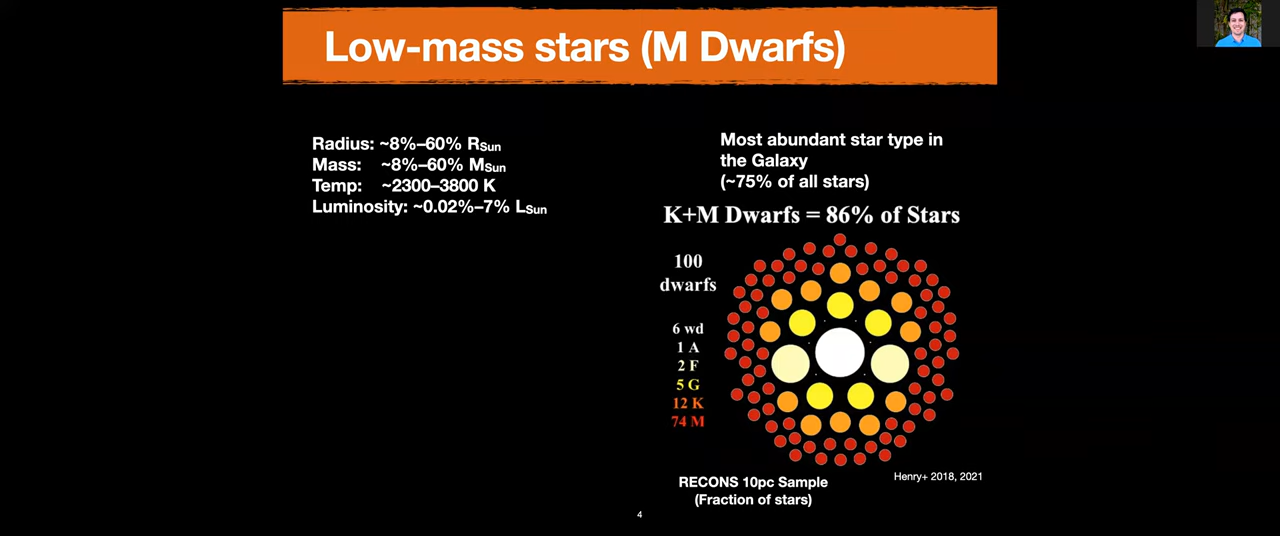 Low-mass stars (M Dwarfs)
Radius: ~8%–60% RSun
Mass: ~8%–60% MSun
Temp: ~2300–3800 K
Luminosity: ~0.02%–7% LSun
Most abundant star type in
the Galaxy
(~75% of all stars)
K+M Dwarfs = 86% of Stars
100
dwarfs
6 wd
1 A
2 F
5 G
12 K
74 M
Henry+ 2018, 2021
RECONS 10pc Sample
(Fraction of stars)
4